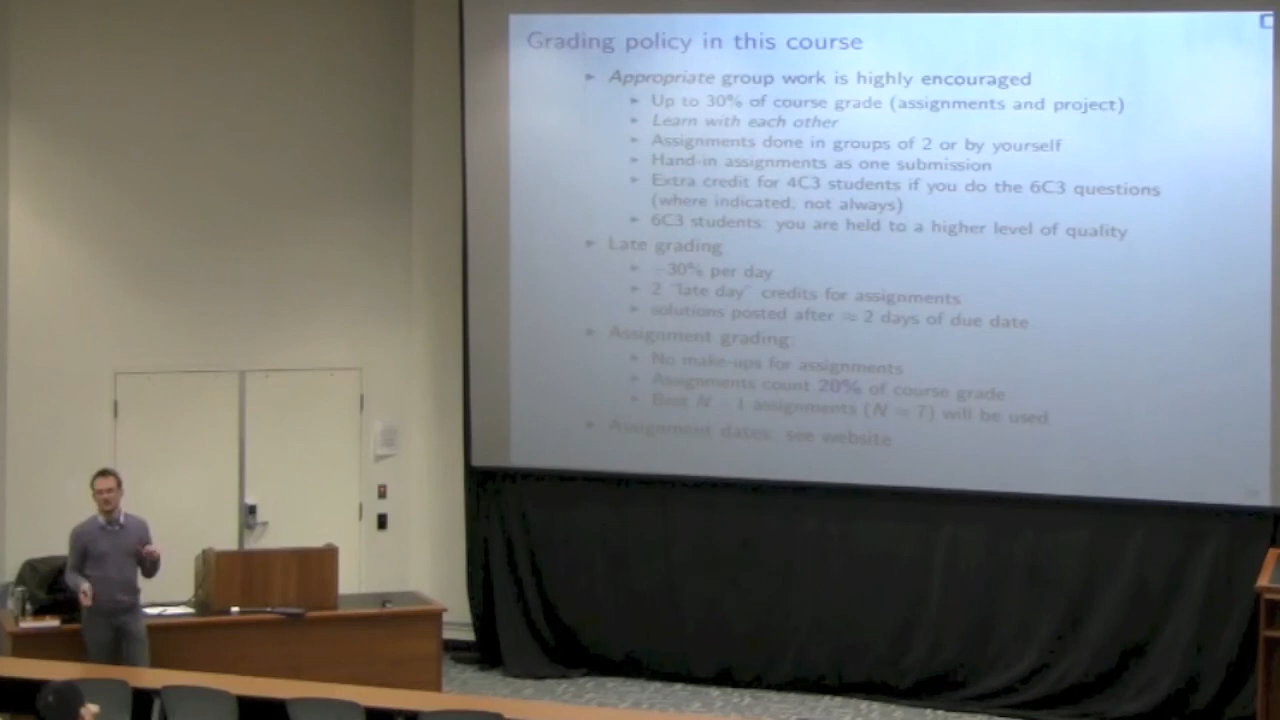 Grading policy in this course
► Appropriate group work is highly encouraged
► Up to 30% of course grade (assignments and project)
► Learn with each other
► Assignments done in groups of 2 or by yourself
► Hand-in assignments as one submission
► Extra credit for 4C3 students if you do the 6C3 questions
(where indicated; not always)
► 6C3 students: you are held to a higher level of quality
► Late grading
► −30% per day
► 2 "late day" credits for assignments
► solutions posted after ≈ 2 days of due date
► Assignment grading
► No make-ups for assignments
► Assignments count 20% of course grade
► Best N − 1 assignments (N ≈ 7) will be used
► Assignment dates: see website